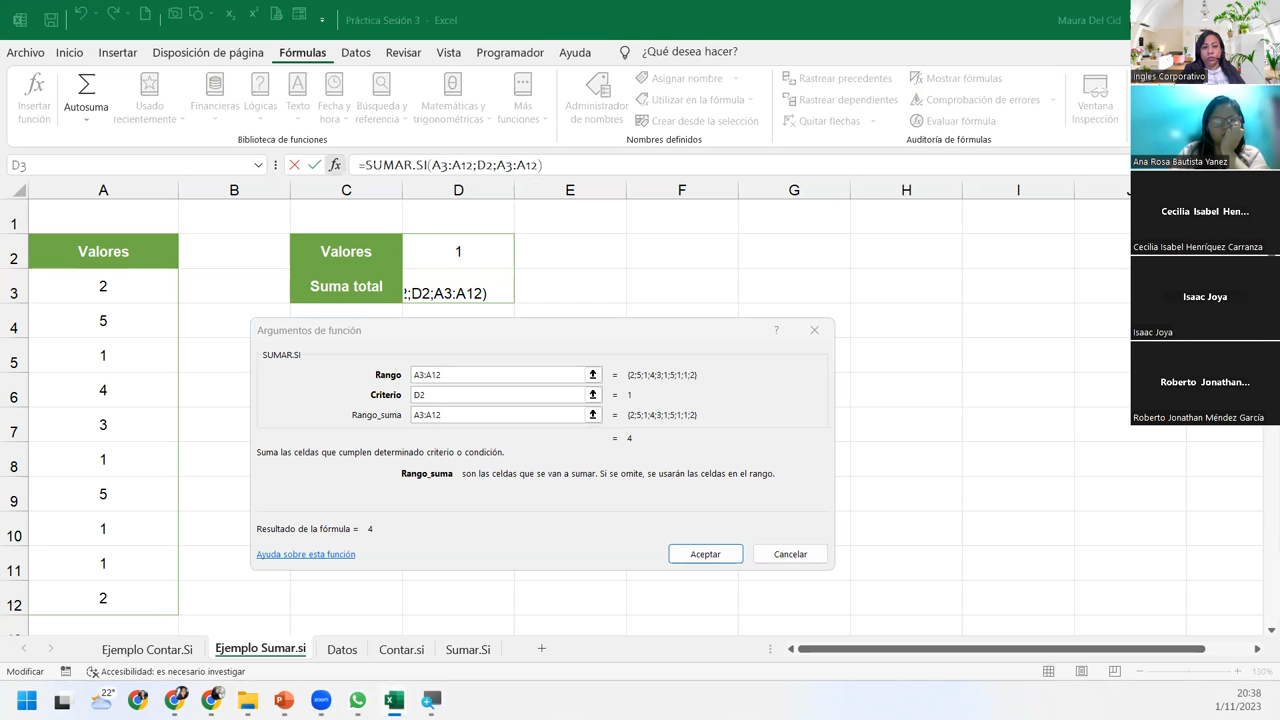 Práctica Sesión 3 - Excel
Maura Del Cid
Archivo Inicio Insertar Disposición de página Fórmulas Datos Revisar Vista Programador Ayuda ¿Qué desea hacer?
Insertar función
Autosuma
Usado recientemente
Financieras
Lógicas
Texto
Fecha y hora
Búsqueda y referencia
Matemáticas y trigonométricas
Más funciones
Biblioteca de funciones
Administrador de nombres
Asignar nombre
Utilizar en la fórmula
Crear desde la selección
Nombres definidos
Rastrear precedentes
Rastrear dependientes
Quitar flechas
Mostrar fórmulas
Comprobación de errores
Evaluar fórmula
Auditoría de fórmulas
Ventana Inspección
D3 fx =SUMAR.SI(A3:A12;D2;A3:A12)
A B C D E F G H I
1
2 Valores Valores 1
3 2 Suma total ;D2;A3:A12)
4 5
5 1
6 4
7 3
8 1
9 5
10 1
11 1
12 2
Argumentos de función ?
SUMAR.SI
Rango A3:A12 = {2;5;1;4;3;1;5;1;1;2}
Criterio D2 = 1
Rango_suma A3:A12 = {2;5;1;4;3;1;5;1;1;2}
= 4
Suma las celdas que cumplen determinado criterio o condición.
Rango_suma son las celdas que se van a sumar. Si se omite, se usarán las celdas en el rango.
Resultado de la fórmula = 4
Ayuda sobre esta función
Aceptar Cancelar
Ejemplo Contar.Si Ejemplo Sumar.si Datos Contar.si Sumar.Si
Modificar Accesibilidad: es necesario investigar 130%
22°
20:38
1/11/2023
Ingles Corporativo
Ana Rosa Bautista Yanez
Cecilia Isabel Hen...
Cecilia Isabel Henríquez Carranza
Isaac Joya
Isaac Joya
Roberto Jonathan...
Roberto Jonathan Méndez García